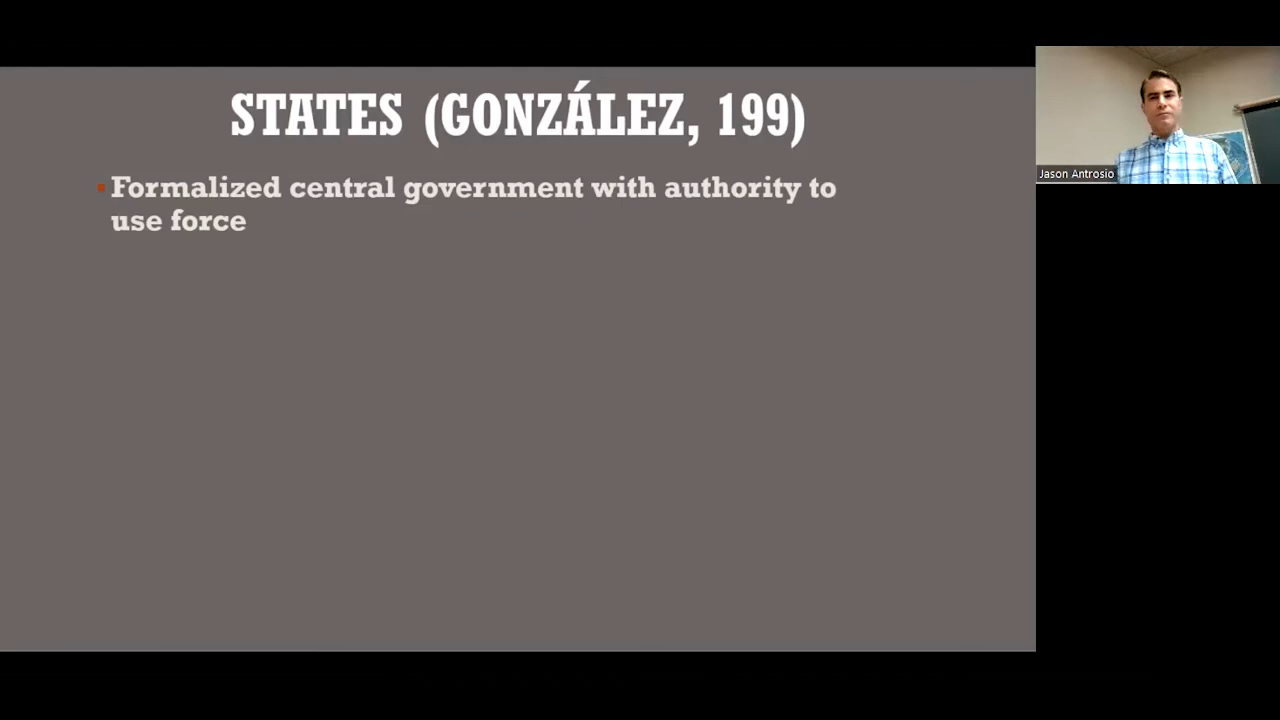 STATES (GONZÁLEZ, 199)
Formalized central government with authority to
use force
Jason Antrosio